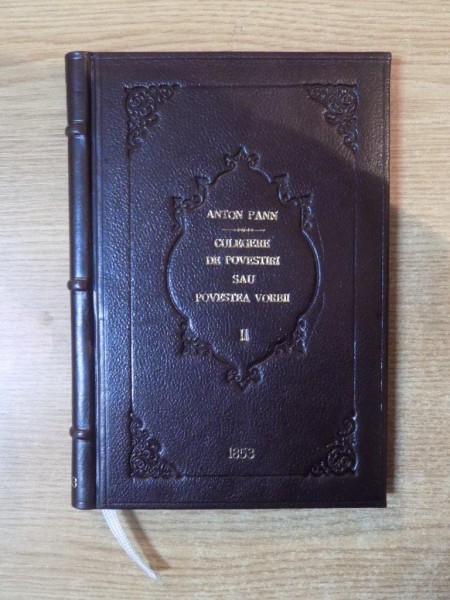 ANTON PANN
CULEGERE
DE POVESTIRI
SAU
POVESTEA VORBII
II
1853